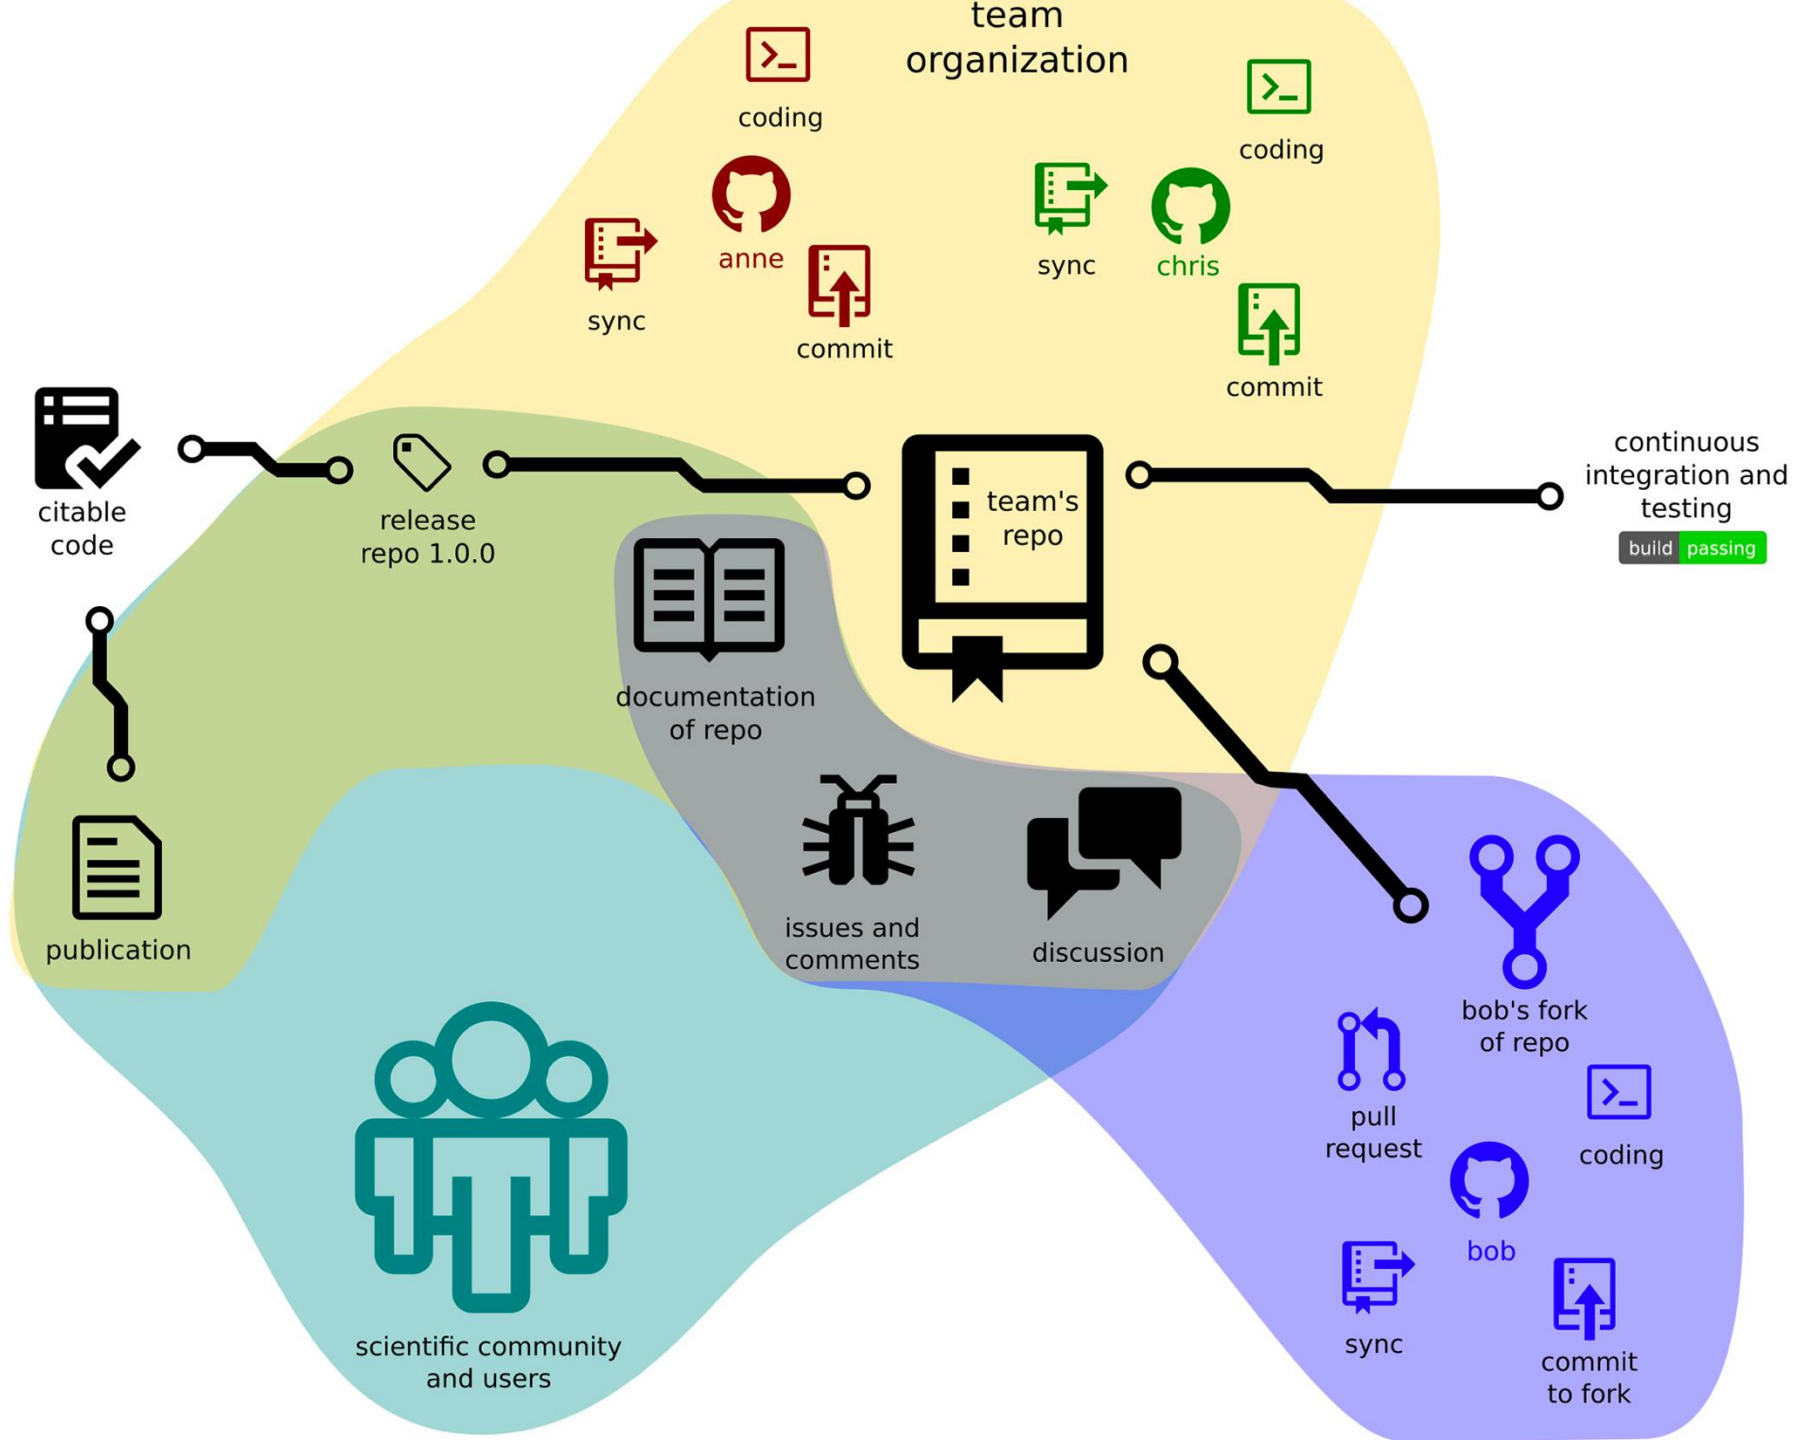 team
organization
coding
coding
anne
sync
commit
sync
chris
commit
citable
code
release
repo 1.0.0
team's
repo
continuous
integration and
testing
build passing
documentation
of repo
publication
issues and
comments
discussion
bob's fork
of repo
pull
request
coding
bob
sync
commit
to fork
scientific community
and users